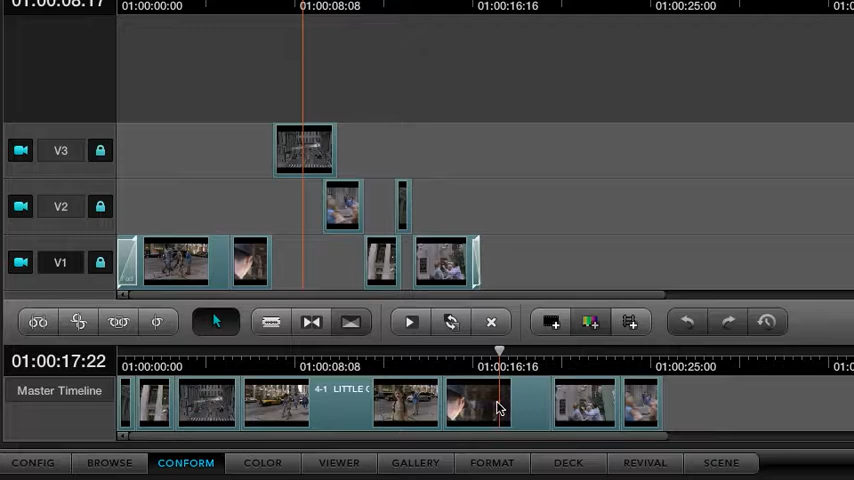 01:00:08:17
01:00:00:00 01:00:08:08 01:00:16:16 01:00:25:00
V3
V2
V1
01:00:17:22
01:00:00:00 01:00:08:08 01:00:16:16 01:00:25:00
Master Timeline
4-1 LITTLE
CONFIG BROWSE CONFORM COLOR VIEWER GALLERY FORMAT DECK REVIVAL SCENE